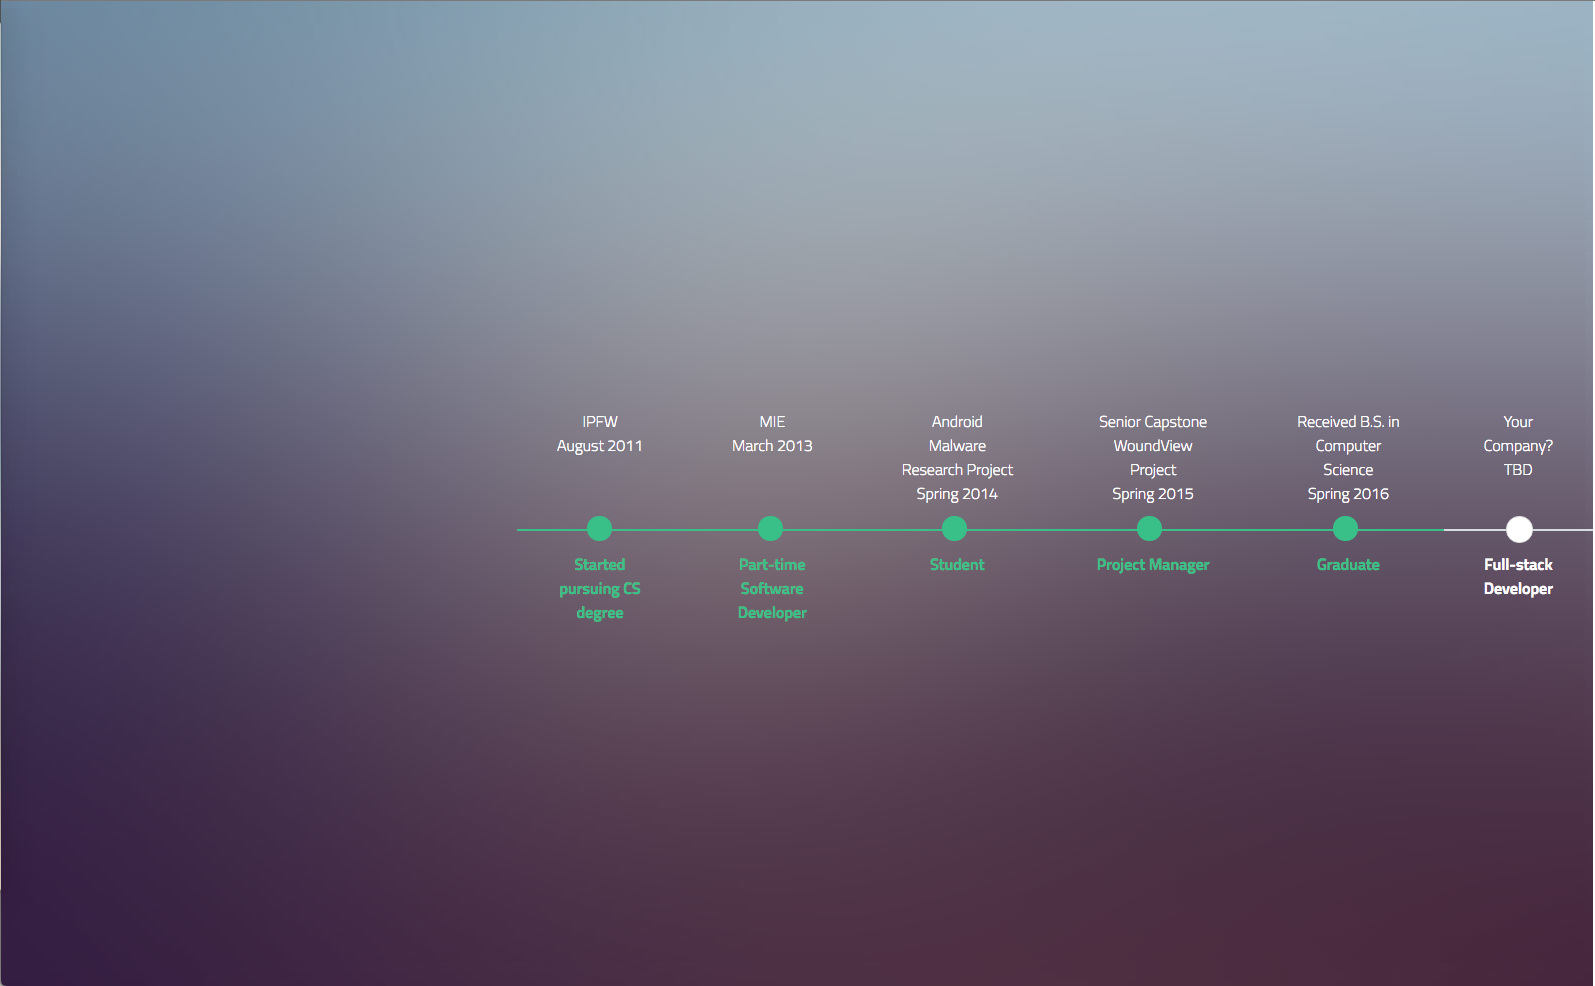 IPFW
August 2011
Started
pursuing CS
degree
MIE
March 2013
Part-time
Software
Developer
Android
Malware
Research Project
Spring 2014
Student
Senior Capstone
WoundView
Project
Spring 2015
Project Manager
Received B.S. in
Computer
Science
Spring 2016
Graduate
Your
Company?
TBD
Full-stack
Developer